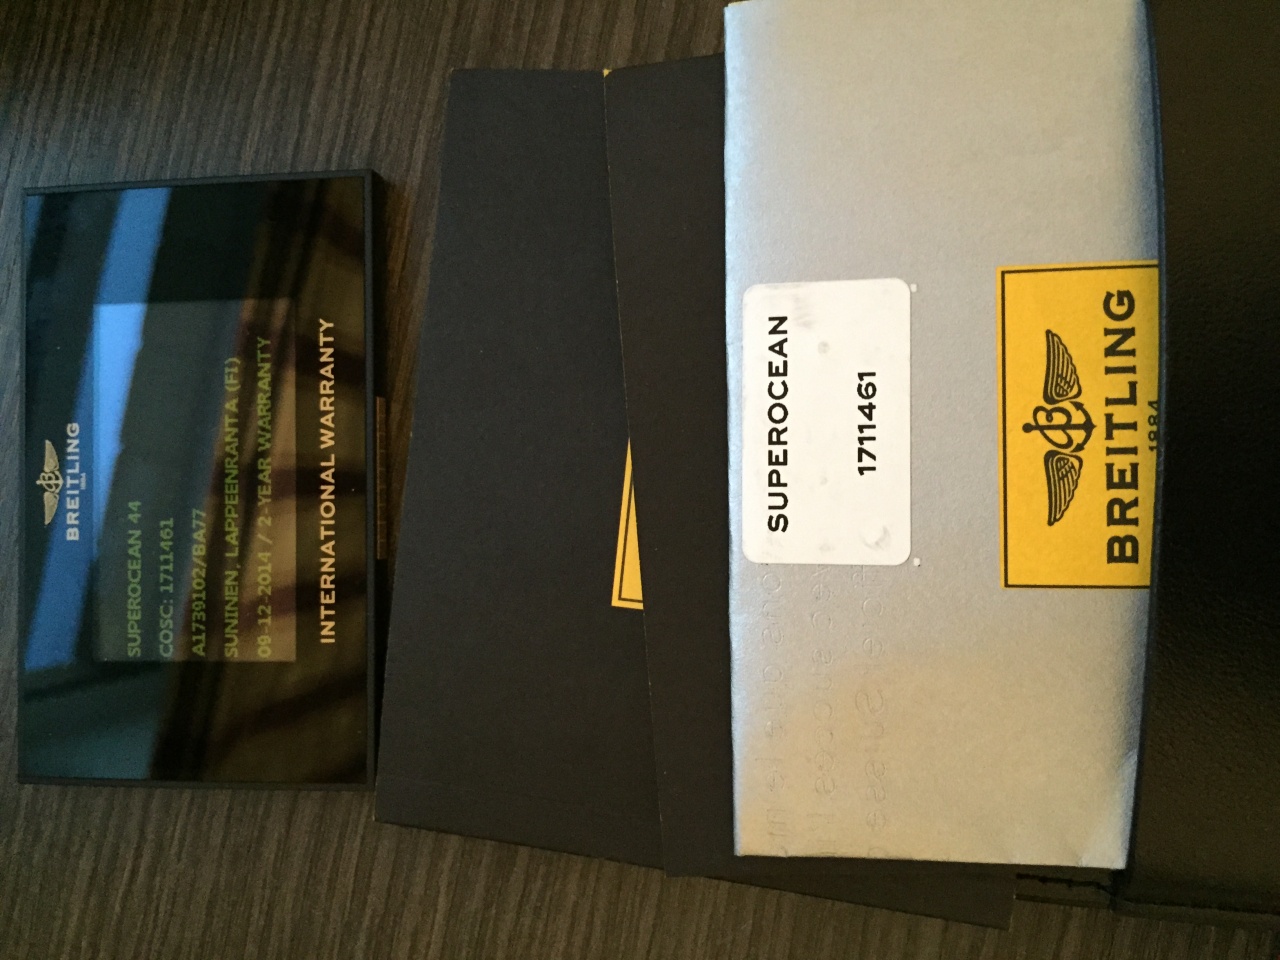 BREITLING
1884
SUPEROCEAN 44
COSC: 1711461
A1739102/BA77
SUNINEN, LAPPEENRANTA (FI)
09-12-2014 / 2-YEAR WARRANTY
INTERNATIONAL WARRANTY
SUPEROCEAN
1711461
BREITLING
1884